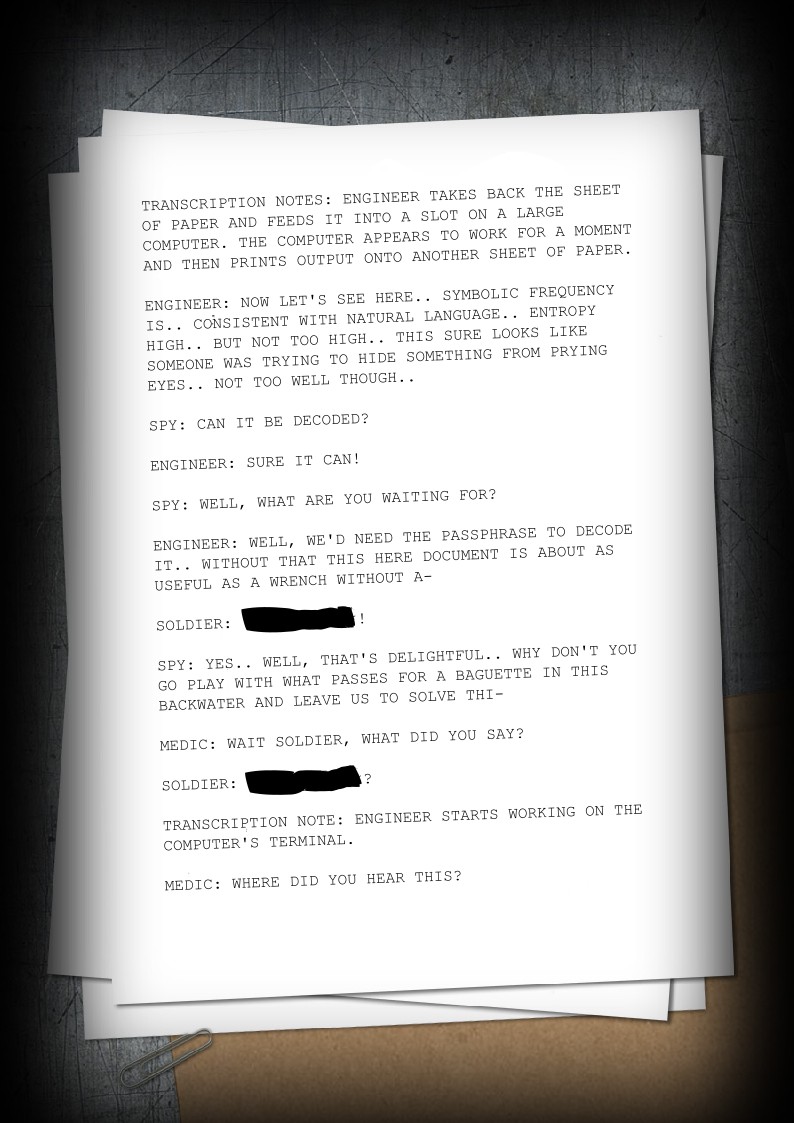 TRANSCRIPTION NOTES: ENGINEER TAKES BACK THE SHEET
OF PAPER AND FEEDS IT INTO A SLOT ON A LARGE
COMPUTER. THE COMPUTER APPEARS TO WORK FOR A MOMENT
AND THEN PRINTS OUTPUT ONTO ANOTHER SHEET OF PAPER.
ENGINEER: NOW LET'S SEE HERE.. SYMBOLIC FREQUENCY
IS.. CONSISTENT WITH NATURAL LANGUAGE.. ENTROPY
HIGH.. BUT NOT TOO HIGH.. THIS SURE LOOKS LIKE
SOMEONE WAS TRYING TO HIDE SOMETHING FROM PRYING
EYES.. NOT TOO WELL THOUGH..
SPY: CAN IT BE DECODED?
ENGINEER: SURE IT CAN!
SPY: WELL, WHAT ARE YOU WAITING FOR?
ENGINEER: WELL, WE'D NEED THE PASSPHRASE TO DECODE
IT.. WITHOUT THAT THIS HERE DOCUMENT IS ABOUT AS
USEFUL AS A WRENCH WITHOUT A-
SOLDIER: !
SPY: YES.. WELL, THAT'S DELIGHTFUL.. WHY DON'T YOU
GO PLAY WITH WHAT PASSES FOR A BAGUETTE IN THIS
BACKWATER AND LEAVE US TO SOLVE THI-
MEDIC: WAIT SOLDIER, WHAT DID YOU SAY?
SOLDIER: ?
TRANSCRIPTION NOTE: ENGINEER STARTS WORKING ON THE
COMPUTER'S TERMINAL.
MEDIC: WHERE DID YOU HEAR THIS?